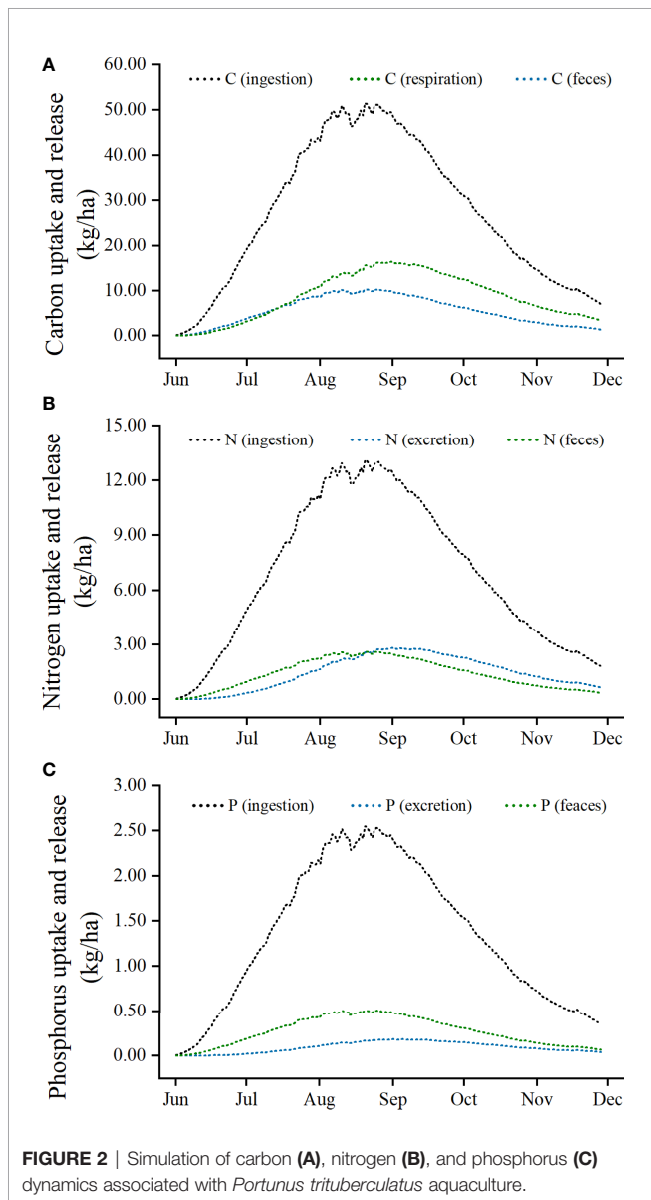 A
60.00
C (ingestion) C (respiration) C (feces)
50.00
40.00
30.00
20.00
10.00
0.00
Carbon uptake and release
(kg/ha)
Jun Jul Aug Sep Oct Nov Dec
B
15.00
N (ingestion) N (excretion) N (feces)
12.00
9.00
6.00
3.00
0.00
Nitrogen uptake and release
(kg/ha)
Jun Jul Aug Sep Oct Nov Dec
C
3.00
P (ingestion) P (excretion) P (feaces)
2.50
2.00
1.50
1.00
0.50
0.00
Phosphorus uptake and release
(kg/ha)
Jun Jul Aug Sep Oct Nov Dec
FIGURE 2 | Simulation of carbon (A), nitrogen (B), and phosphorus (C)
dynamics associated with Portunus trituberculatus aquaculture.